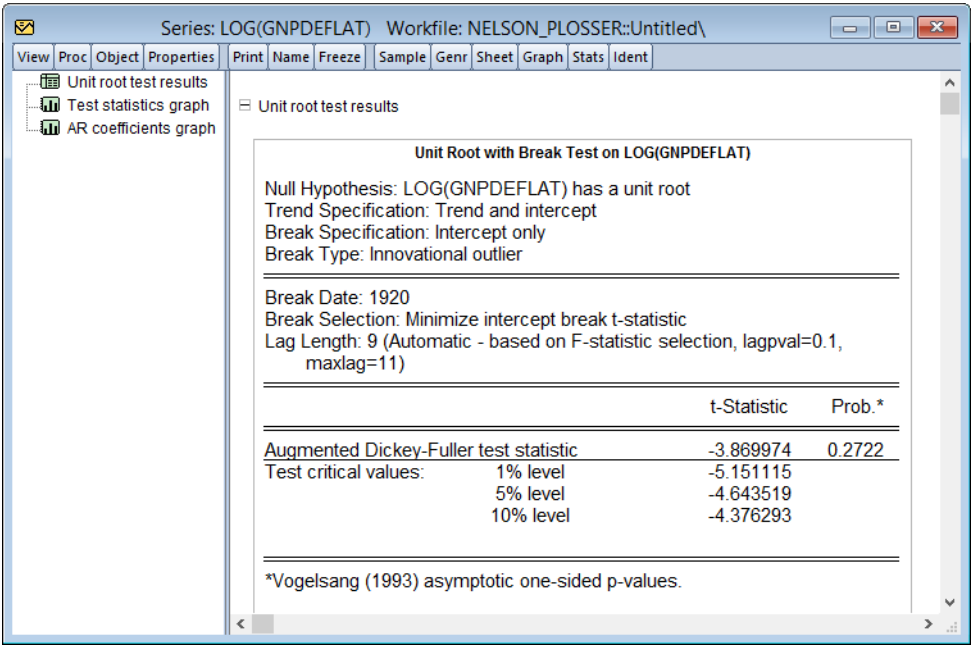 Series: LOG(GNPDEFLAT) Workfile: NELSON_PLOSSER::Untitled\
View Proc Object Properties Print Name Freeze Sample Genr Sheet Graph Stats Ident
Unit root test results
Test statistics graph
AR coefficients graph
Unit root test results
Unit Root with Break Test on LOG(GNPDEFLAT)
Null Hypothesis: LOG(GNPDEFLAT) has a unit root
Trend Specification: Trend and intercept
Break Specification: Intercept only
Break Type: Innovational outlier
Break Date: 1920
Break Selection: Minimize intercept break t-statistic
Lag Length: 9 (Automatic - based on F-statistic selection, lagpval=0.1,
maxlag=11)
t-Statistic Prob.*
Augmented Dickey-Fuller test statistic -3.869974 0.2722
Test critical values: 1% level -5.151115
5% level -4.643519
10% level -4.376293
*Vogelsang (1993) asymptotic one-sided p-values.